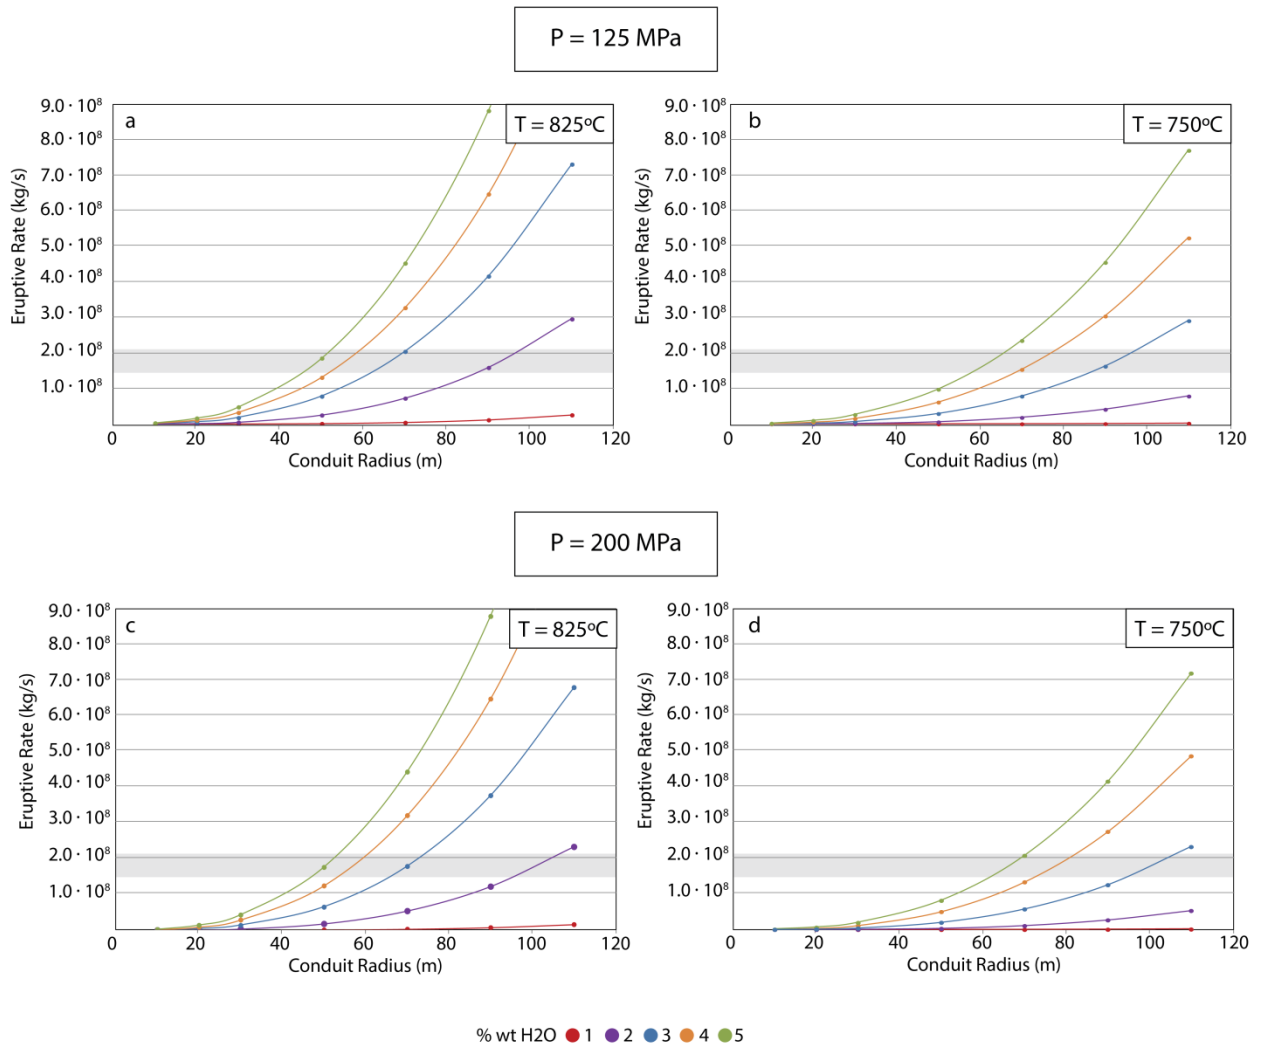 P = 125 MPa
a
T = 825ºC
Eruptive Rate (kg/s)
9.0 · 10⁸
8.0 · 10⁸
7.0 · 10⁸
6.0 · 10⁸
5.0 · 10⁸
4.0 · 10⁸
3.0 · 10⁸
2.0 · 10⁸
1.0 · 10⁸
0 20 40 60 80 100 120
Conduit Radius (m)
b
T = 750ºC
Eruptive Rate (kg/s)
9.0 · 10⁸
8.0 · 10⁸
7.0 · 10⁸
6.0 · 10⁸
5.0 · 10⁸
4.0 · 10⁸
3.0 · 10⁸
2.0 · 10⁸
1.0 · 10⁸
0 20 40 60 80 100 120
Conduit Radius (m)
P = 200 MPa
c
T = 825ºC
Eruptive Rate (kg/s)
9.0 · 10⁸
8.0 · 10⁸
7.0 · 10⁸
6.0 · 10⁸
5.0 · 10⁸
4.0 · 10⁸
3.0 · 10⁸
2.0 · 10⁸
1.0 · 10⁸
0 20 40 60 80 100 120
Conduit Radius (m)
d
T = 750ºC
Eruptive Rate (kg/s)
9.0 · 10⁸
8.0 · 10⁸
7.0 · 10⁸
6.0 · 10⁸
5.0 · 10⁸
4.0 · 10⁸
3.0 · 10⁸
2.0 · 10⁸
1.0 · 10⁸
0 20 40 60 80 100 120
Conduit Radius (m)
% wt H2O 1 2 3 4 5